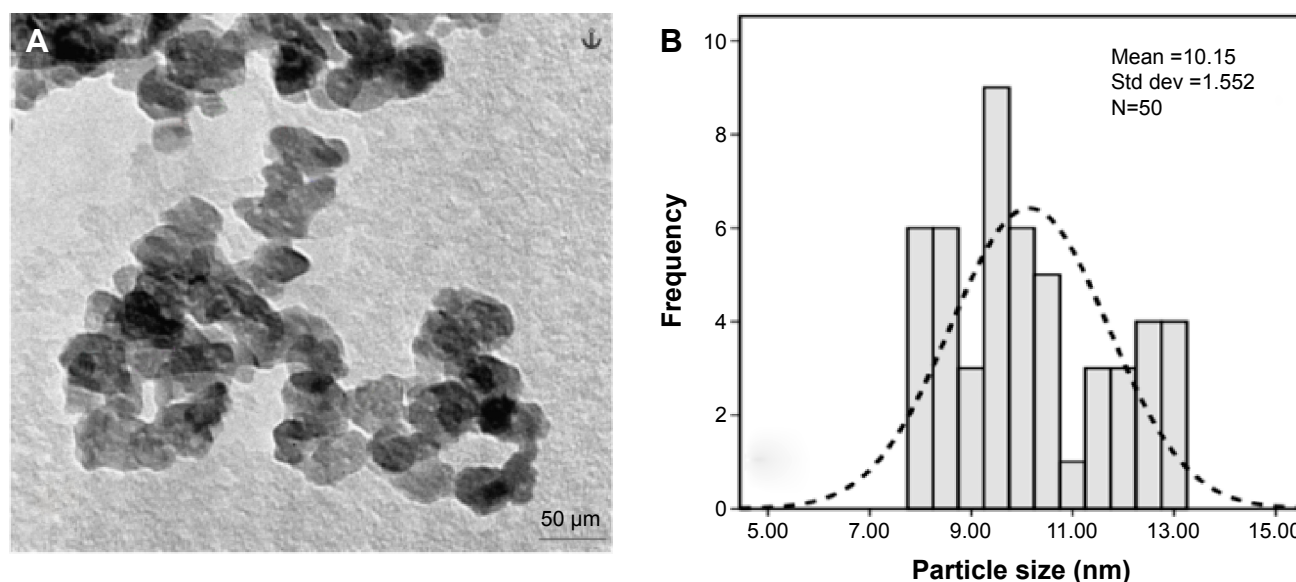 A
50 µm
B
Mean =10.15
Std dev =1.552
N=50
Frequency
10
8
6
4
2
0
5.00 7.00 9.00 11.00 13.00 15.00
Particle size (nm)